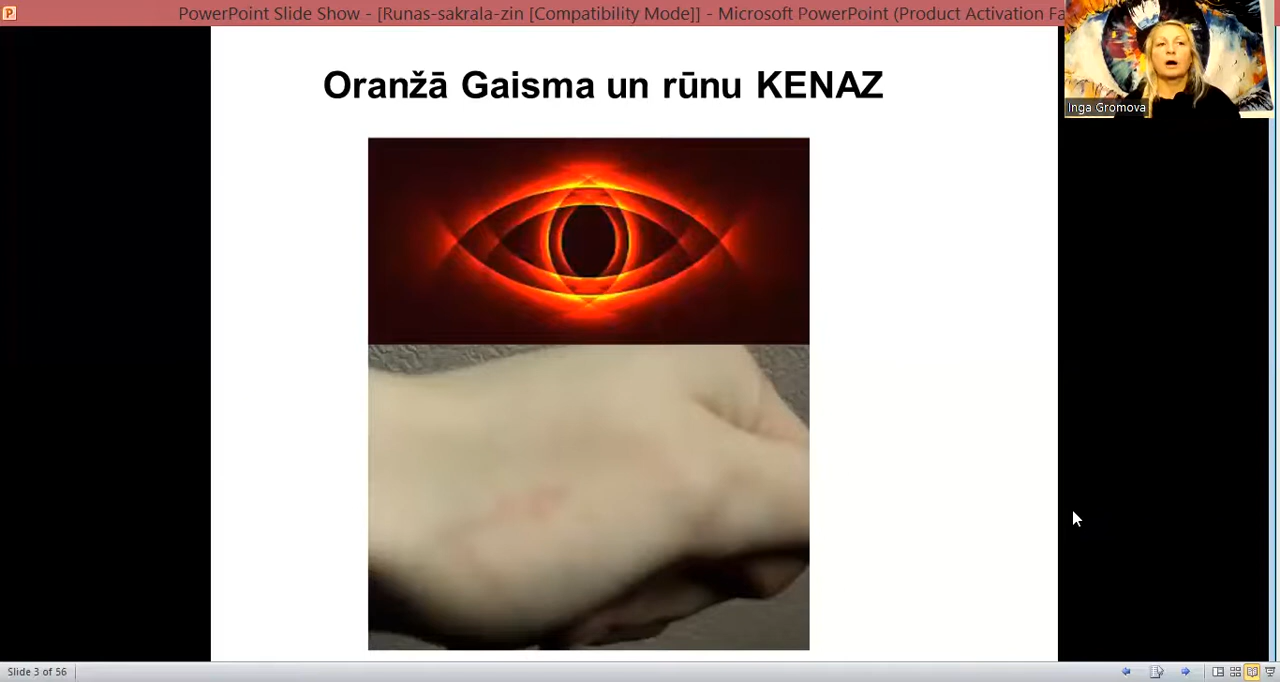 PowerPoint Slide Show - [Runas-sakrala-zin [Compatibility Mode]] - Microsoft PowerPoint (Product Activation Fa
Inga Gromova
Oranžā Gaisma un rūnu KENAZ
Slide 3 of 56